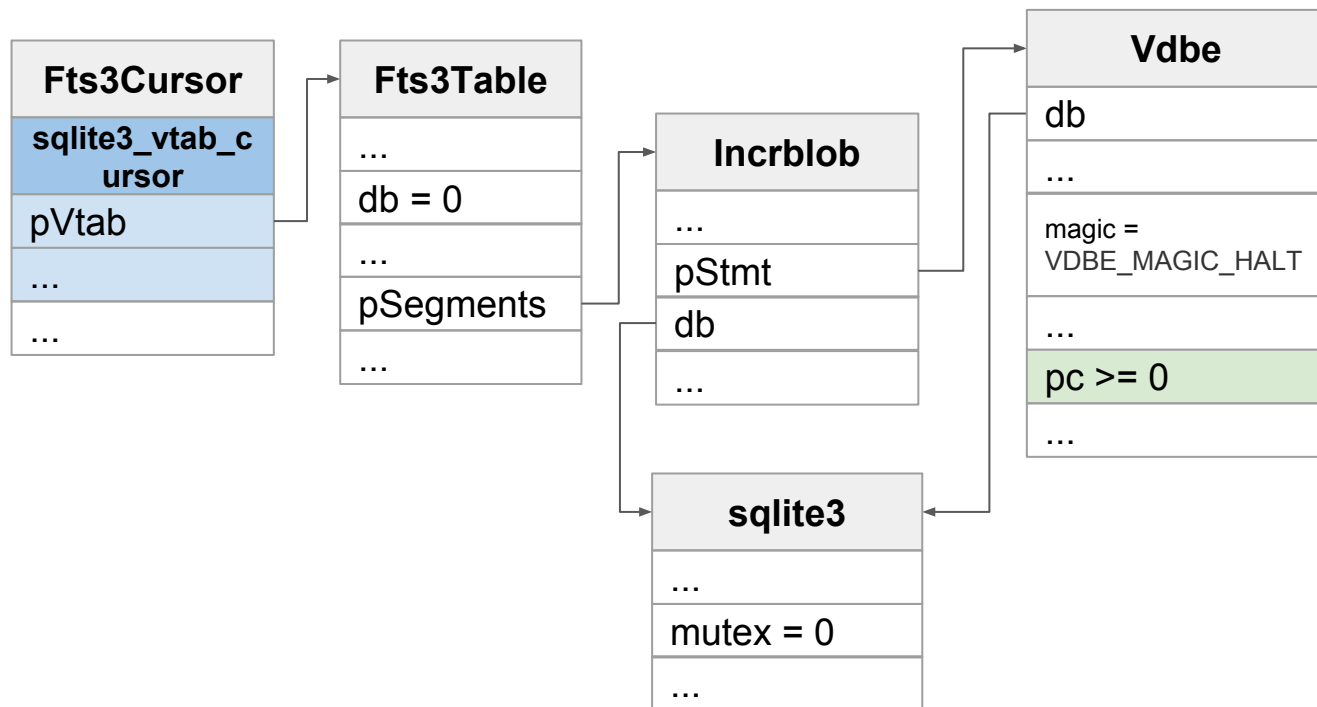 Fts3Cursor
sqlite3_vtab_c
ursor
pVtab
...
...
Fts3Table
...
db = 0
...
pSegments
...
Incrblob
...
pStmt
db
...
Vdbe
db
...
magic =
VDBE_MAGIC_HALT
...
pc >= 0
...
sqlite3
...
mutex = 0
...